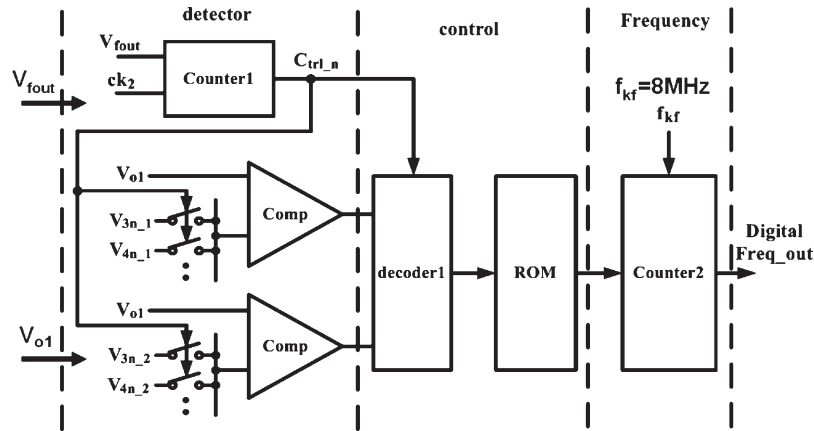 detector
control
Frequency
V_fout
V_fout
ck_2
Counter1
C_trl_n
f_kf=8MHz
f_kf
V_o1
V_3n_1
V_4n_1
Comp
decoder1
ROM
Counter2
Digital
Freq_out
V_o1
V_o1
V_3n_2
V_4n_2
Comp